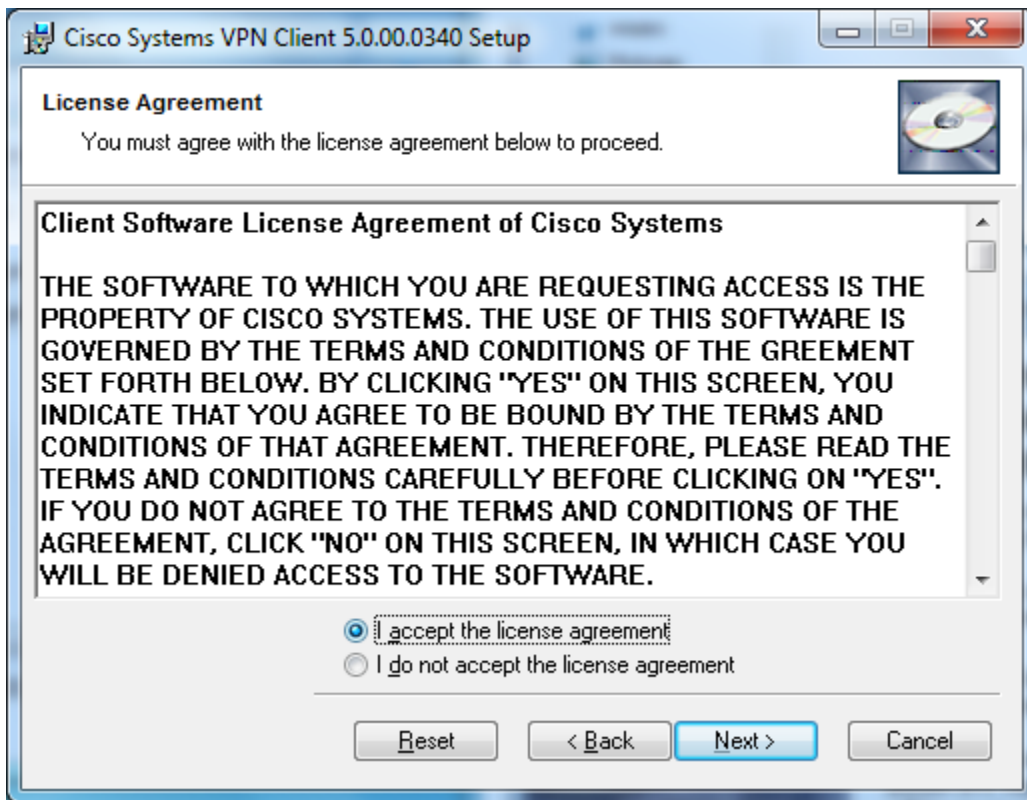 Cisco Systems VPN Client 5.0.00.0340 Setup
License Agreement
You must agree with the license agreement below to proceed.
Client Software License Agreement of Cisco Systems
THE SOFTWARE TO WHICH YOU ARE REQUESTING ACCESS IS THE
PROPERTY OF CISCO SYSTEMS. THE USE OF THIS SOFTWARE IS
GOVERNED BY THE TERMS AND CONDITIONS OF THE GREEMENT
SET FORTH BELOW. BY CLICKING "YES" ON THIS SCREEN, YOU
INDICATE THAT YOU AGREE TO BE BOUND BY THE TERMS AND
CONDITIONS OF THAT AGREEMENT. THEREFORE, PLEASE READ THE
TERMS AND CONDITIONS CAREFULLY BEFORE CLICKING ON "YES".
IF YOU DO NOT AGREE TO THE TERMS AND CONDITIONS OF THE
AGREEMENT, CLICK "NO" ON THIS SCREEN, IN WHICH CASE YOU
WILL BE DENIED ACCESS TO THE SOFTWARE.
I accept the license agreement
I do not accept the license agreement
Reset
< Back
Next >
Cancel